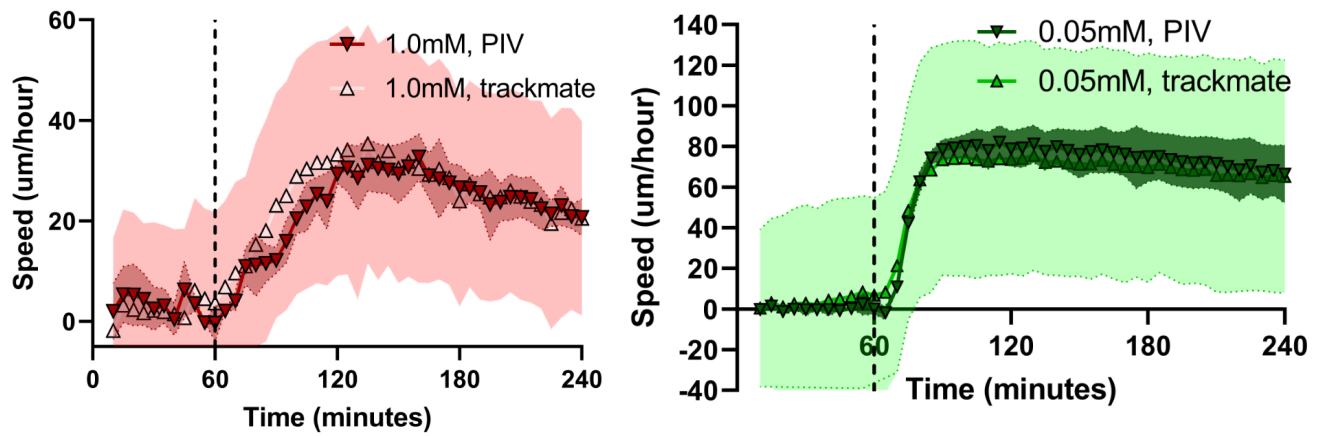 60
40
20
0
0
60
120
180
240
Speed (um/hour)
Time (minutes)
1.0mM, PIV
1.0mM, trackmate
140
120
100
80
60
40
20
0
-20
-40
60
120
180
240
Speed (um/hour)
Time (minutes)
0.05mM, PIV
0.05mM, trackmate